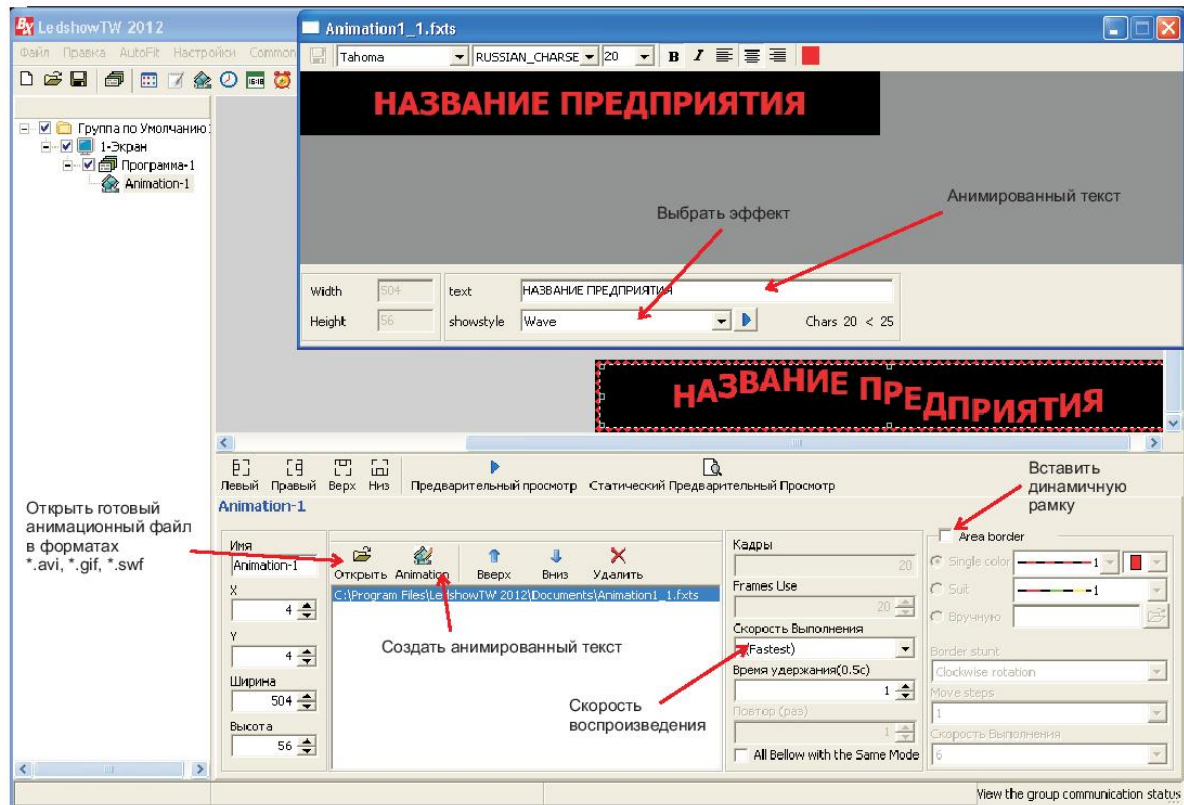 LedshowTW 2012
Файл Правка AutoFit Настройки Common
Группа по Умолчанию
1-Экран
Программа-1
Animation-1
Animation1_1.fxts
Tahoma RUSSIAN_CHARSE 20 B I
НАЗВАНИЕ ПРЕДПРИЯТИЯ
Выбрать эффект
Анимированный текст
Width 504 text НАЗВАНИЕ ПРЕДПРИЯТИЯ
Height 56 showstyle Wave Chars 20 < 25
НАЗВАНИЕ ПРЕДПРИЯТИЯ
Левый Правый Верх Низ Предварительный просмотр Статический Предварительный Просмотр
Вставить
динамичную
рамку
Открыть готовый
анимационный файл
в форматах
*.avi, *.gif, *.swf
Animation-1
Имя
Animation-1
X
4
Y
4
Ширина
504
Высота
56
Открыть Animation Вверх Вниз Удалить
C:\Program Files\LedshowTW 2012\Documents\Animation1_1.fxts
Создать анимированный текст
Скорость
воспроизведения
Кадры
20
Frames Use
20
Скорость Выполнения
(Fastest)
Время удержания(0.5с)
1
Повтор (раз)
1
All Bellow with the Same Mode
Area border
Single color 1
Suit 1
Вручную
Border stunt
Clockwise rotation
Move steps
1
Скорость Выполнения
6
View the group communication status